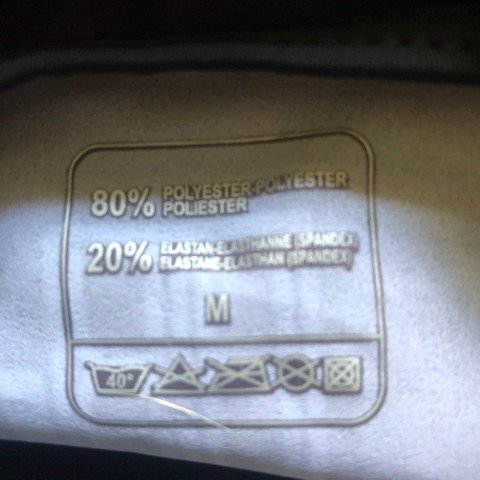 80% POLYESTER-POLYESTER
POLIESTER
20% ELASTAN-ELASTHANNE (SPANDEX)
ELASTANE-ELASTHAN (SPANDEX)
M
40°